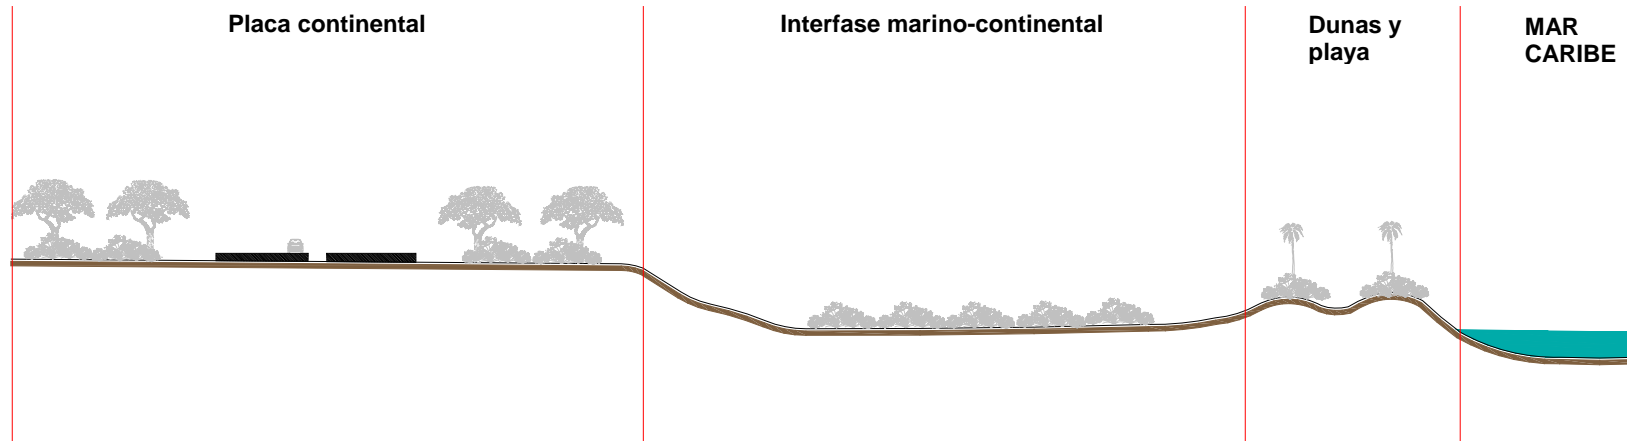 Placa continental
Interfase marino-continental
Dunas y
playa
MAR
CARIBE